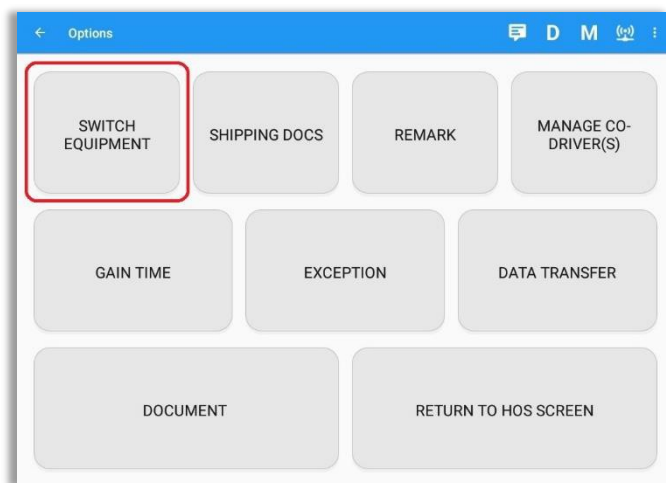 Options
D M
SWITCH
EQUIPMENT
SHIPPING DOCS
REMARK
MANAGE CO-
DRIVER(S)
GAIN TIME
EXCEPTION
DATA TRANSFER
DOCUMENT
RETURN TO HOS SCREEN